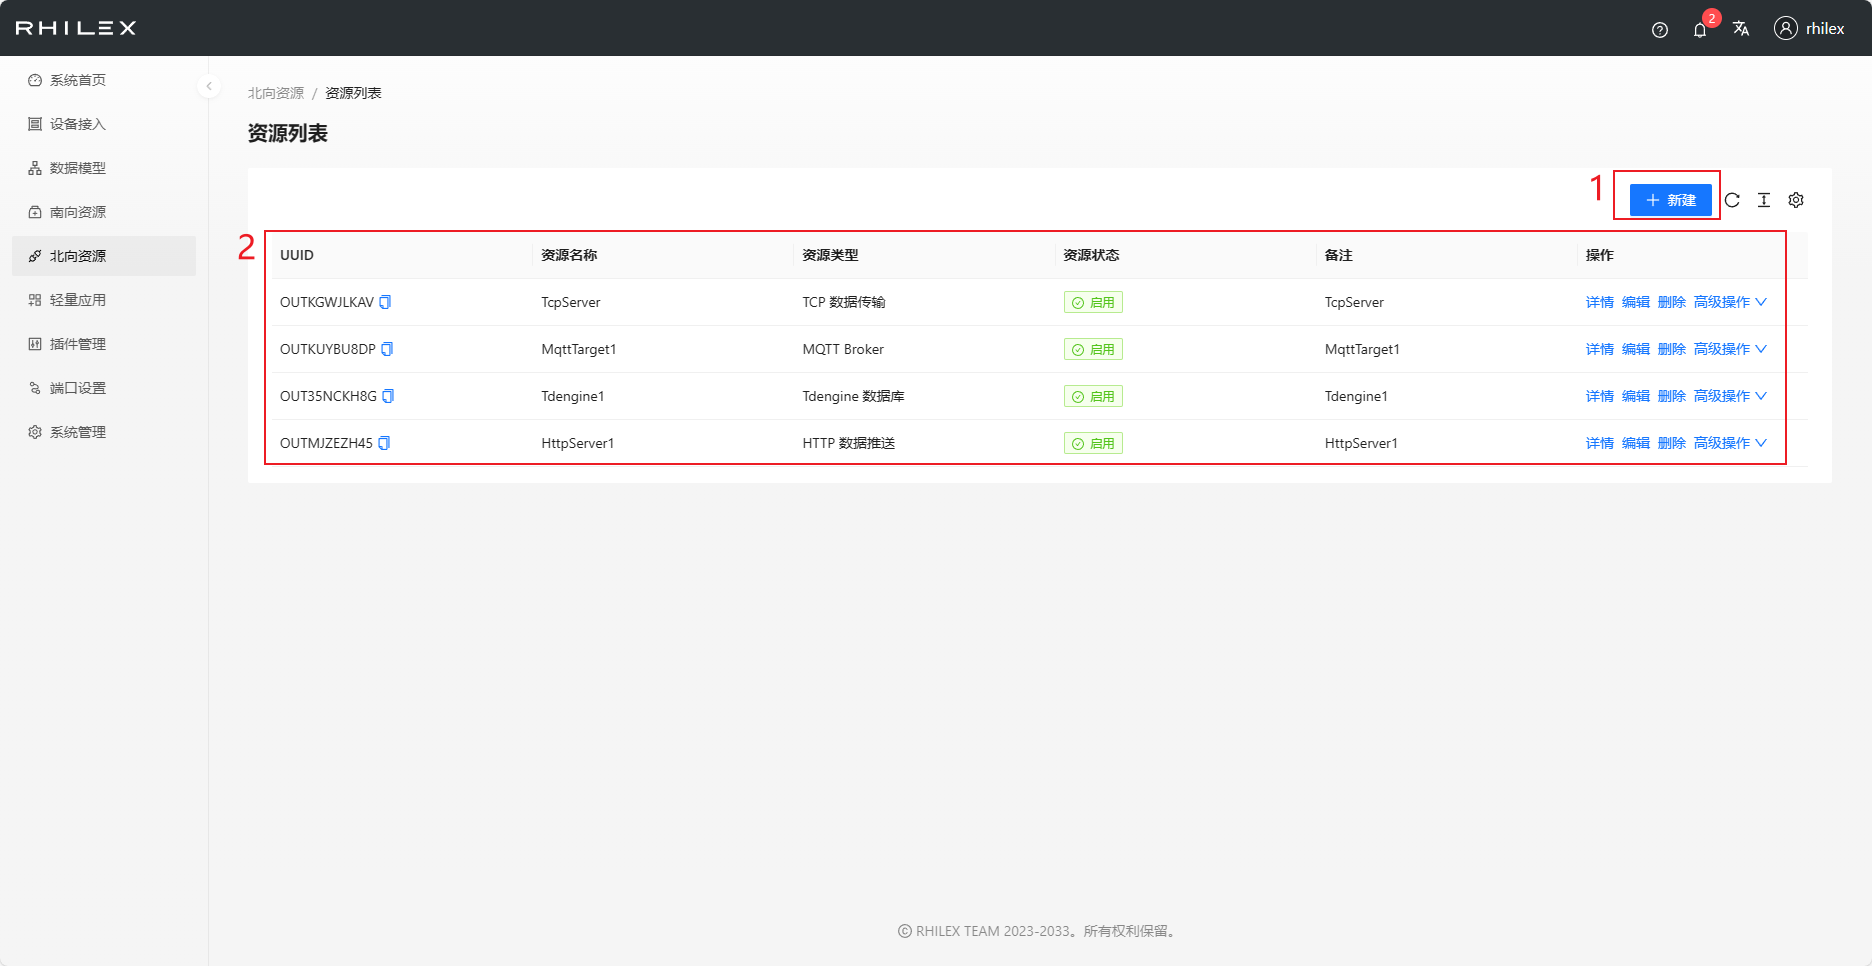 RHILEX
2
rhilex
系统首页
设备接入
数据模型
南向资源
北向资源
轻量应用
插件管理
端口设置
系统管理
北向资源 / 资源列表
资源列表
1
新建
2
UUID 资源名称 资源类型 资源状态 备注 操作
OUTKGWJLKAV TcpServer TCP 数据传输 启用 TcpServer 详情 编辑 删除 高级操作
OUTKUYBU8DP MqttTarget1 MQTT Broker 启用 MqttTarget1 详情 编辑 删除 高级操作
OUT35NCKH8G Tdengine1 Tdengine 数据库 启用 Tdengine1 详情 编辑 删除 高级操作
OUTMJZEZH45 HttpServer1 HTTP 数据推送 启用 HttpServer1 详情 编辑 删除 高级操作
© RHILEX TEAM 2023-2033。所有权利保留。